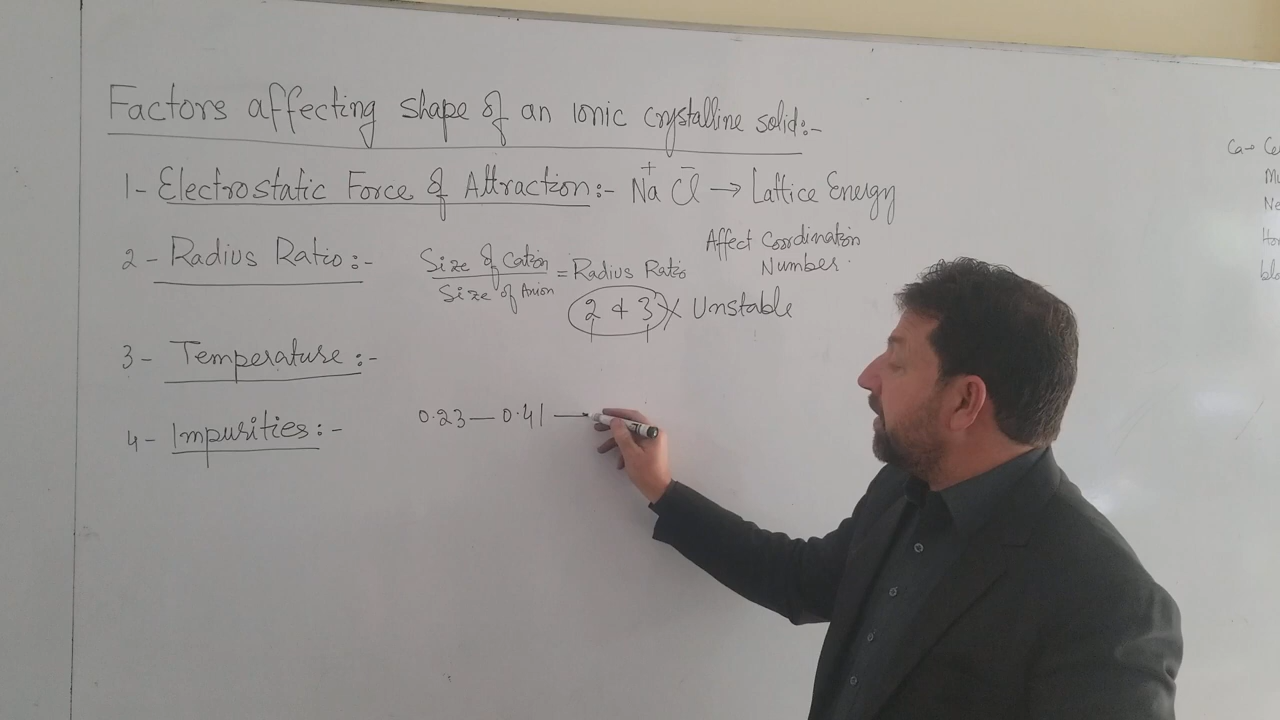 Factors affecting shape of an ionic crystalline solid:-
1- Electrostatic Force of Attraction:- Na+ Cl- → Lattice Energy
2- Radius Ratio:- Size of Cation / Size of Anion = Radius Ratio
Affect Coordination
Number.
2 & 3 X Unstable
3- Temperature:-
4- Impurities:-
0.23 — 0.41 —
Ca→